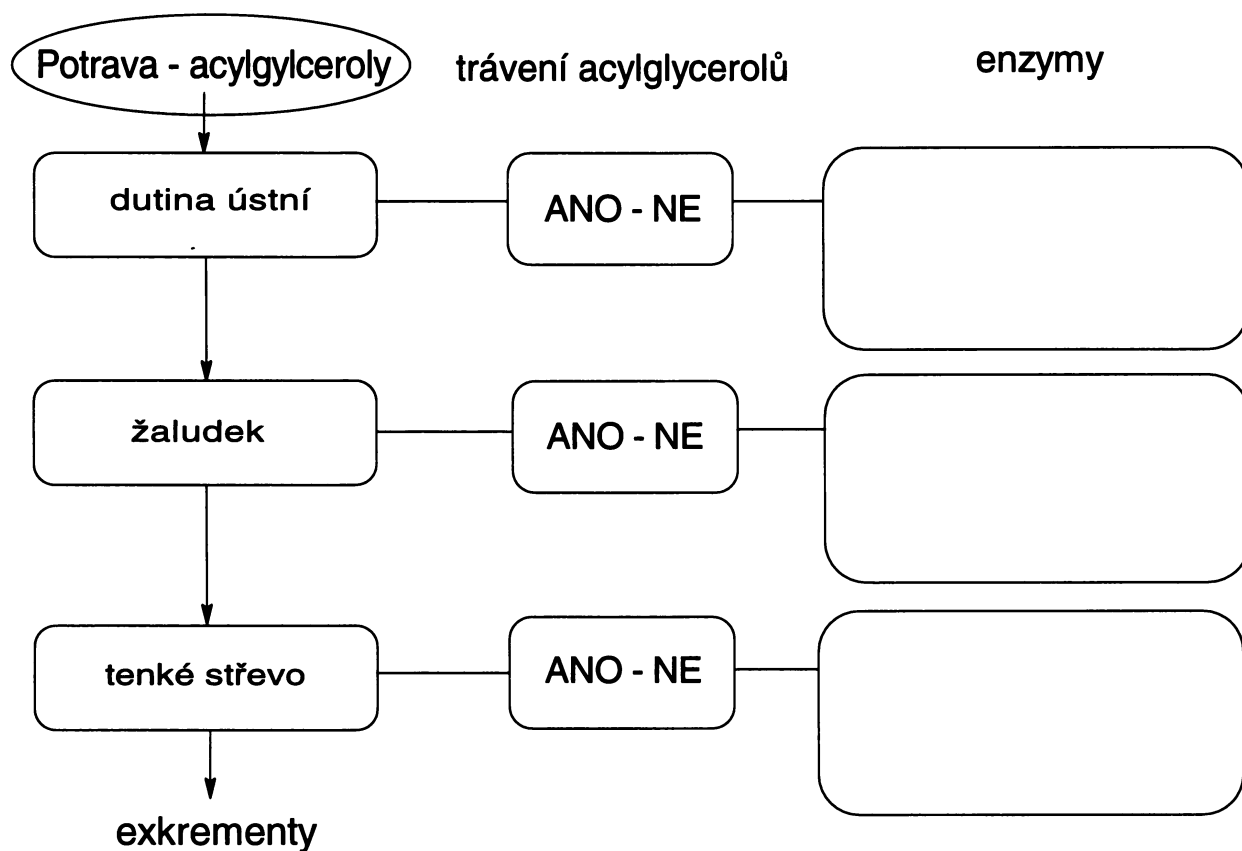 Potrava - acylgylceroly
trávení acylglycerolů
enzymy
dutina ústní
ANO - NE
žaludek
ANO - NE
tenké střevo
ANO - NE
exkrementy